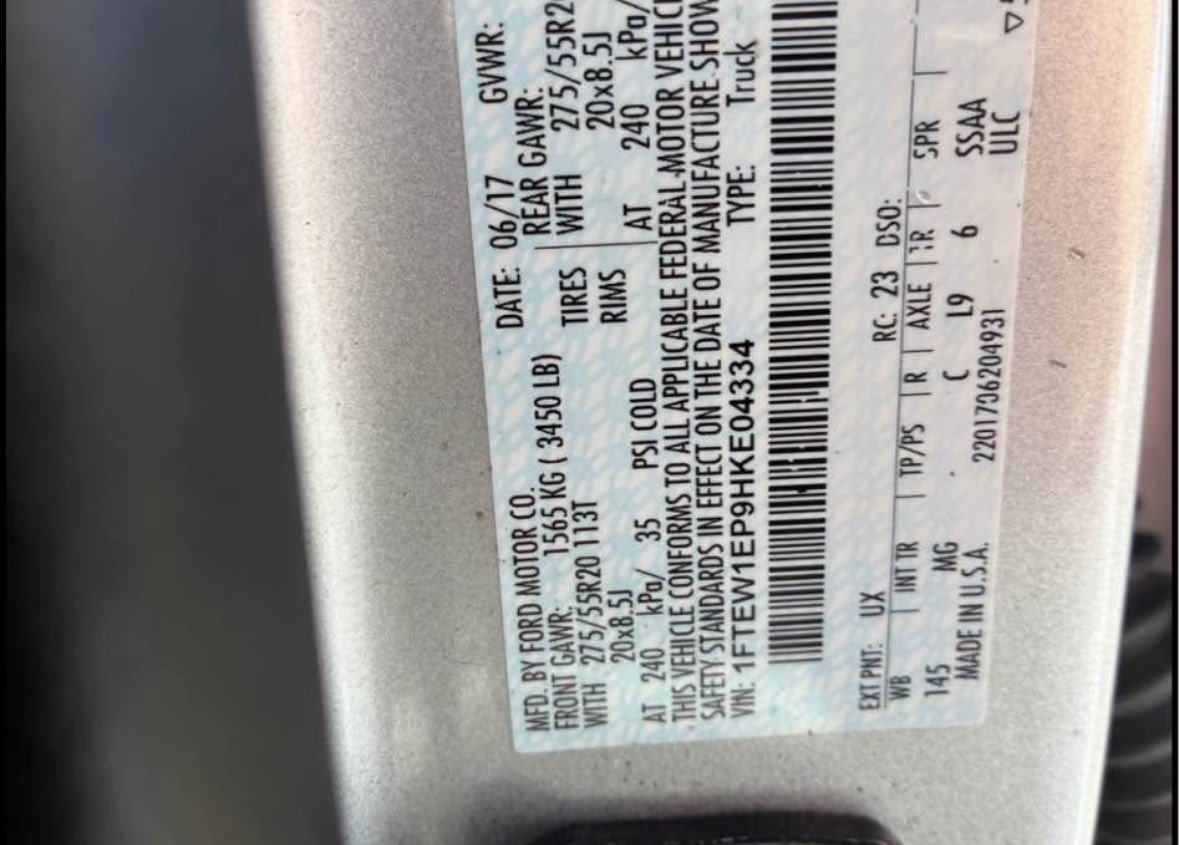 MFD. BY FORD MOTOR CO. DATE: 06/17 GVWR:
FRONT GAWR: 1565 KG ( 3450 LB) REAR GAWR:
WITH 275/55R20 113T TIRES WITH 275/55R2
20x8.5J RIMS 20x8.5J
AT 240 kPa/ 35 PSI COLD AT 240 kPa/
THIS VEHICLE CONFORMS TO ALL APPLICABLE FEDERAL MOTOR VEHIC
SAFETY STANDARDS IN EFFECT ON THE DATE OF MANUFACTURE SHOW
VIN: 1FTEW1EP9HKE04334 TYPE: Truck
EXT PNT: UX RC: 23 DSO:
WB INT TR TP/PS R AXLE SPR
145 MG C L9 6 SSAA
MADE IN U.S.A. 2201706204931 ULC